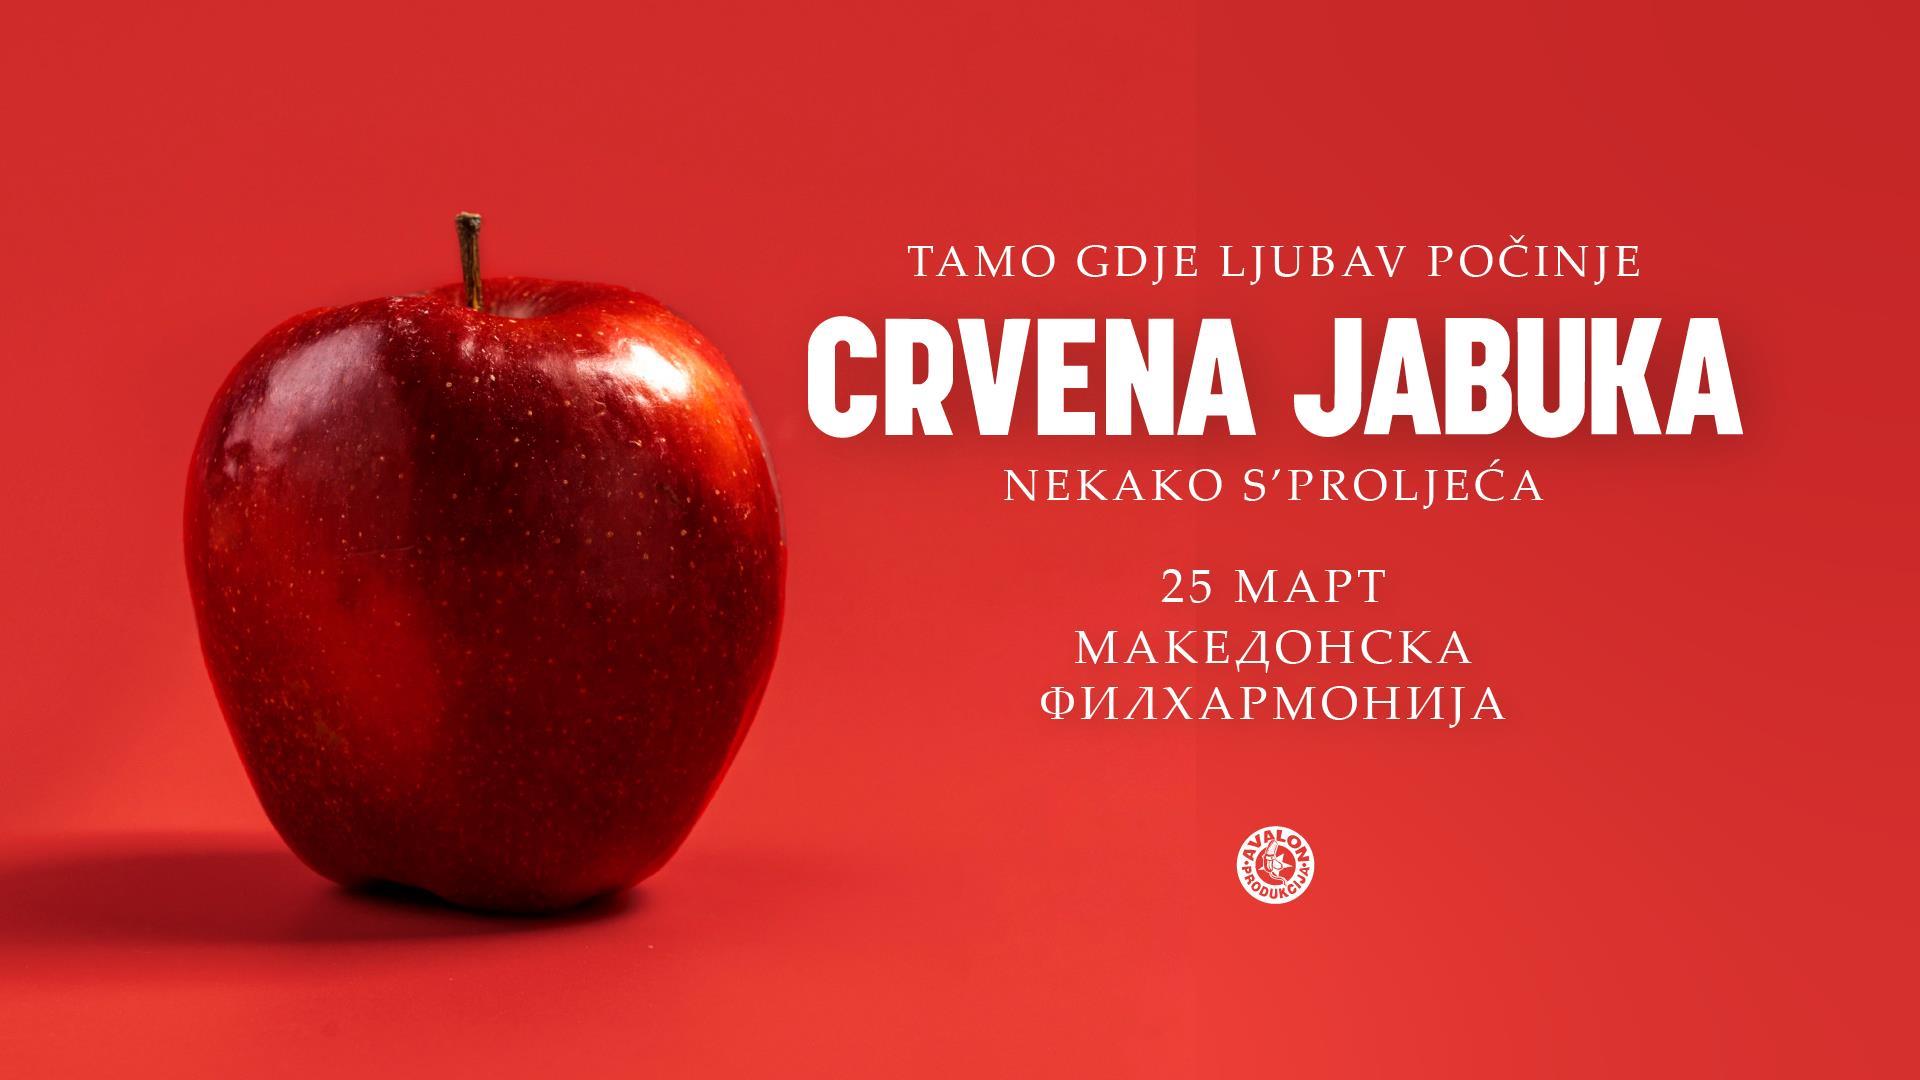 TAMO GDJE LJUBAV POČINJE
CRVENA JABUKA
NEKAKO S’PROLJEĆA
25 МАРТ
МАКЕДОНСКА
ФИЛХАРМОНИЈА
AVALON
PRODUKCIJA